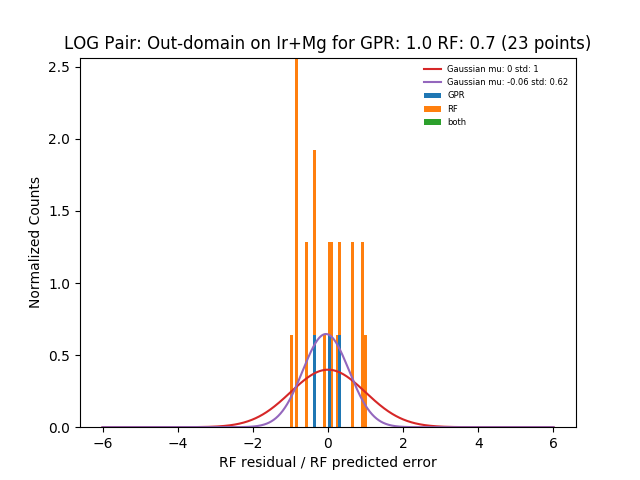 LOG Pair: Out-domain on Ir+Mg for GPR: 1.0 RF: 0.7 (23 points)
Gaussian mu: 0 std: 1
Gaussian mu: -0.06 std: 0.62
GPR
RF
both
Normalized Counts
2.5
2.0
1.5
1.0
0.5
0.0
−6 −4 −2 0 2 4 6
RF residual / RF predicted error